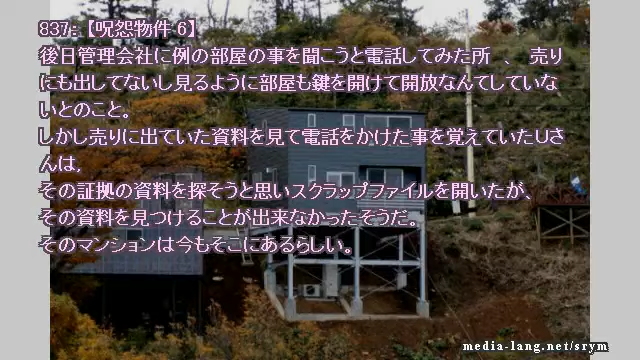 837: 【呪怨物件 6】
後日管理会社に例の部屋の事を聞こうと電話してみた所　、　売り
にも出してないし見るように部屋も鍵を開けて開放なんてしていな
いとのこと。
しかし売りに出ていた資料を見て電話をかけた事を覚えていたUさ
んは,
その証拠の資料を探そうと思いスクラップファイルを開いたが、
その資料を見つけることが出来なかったそうだ。
そのマンションは今もそこにあるらしい。
media-lang.net/srym